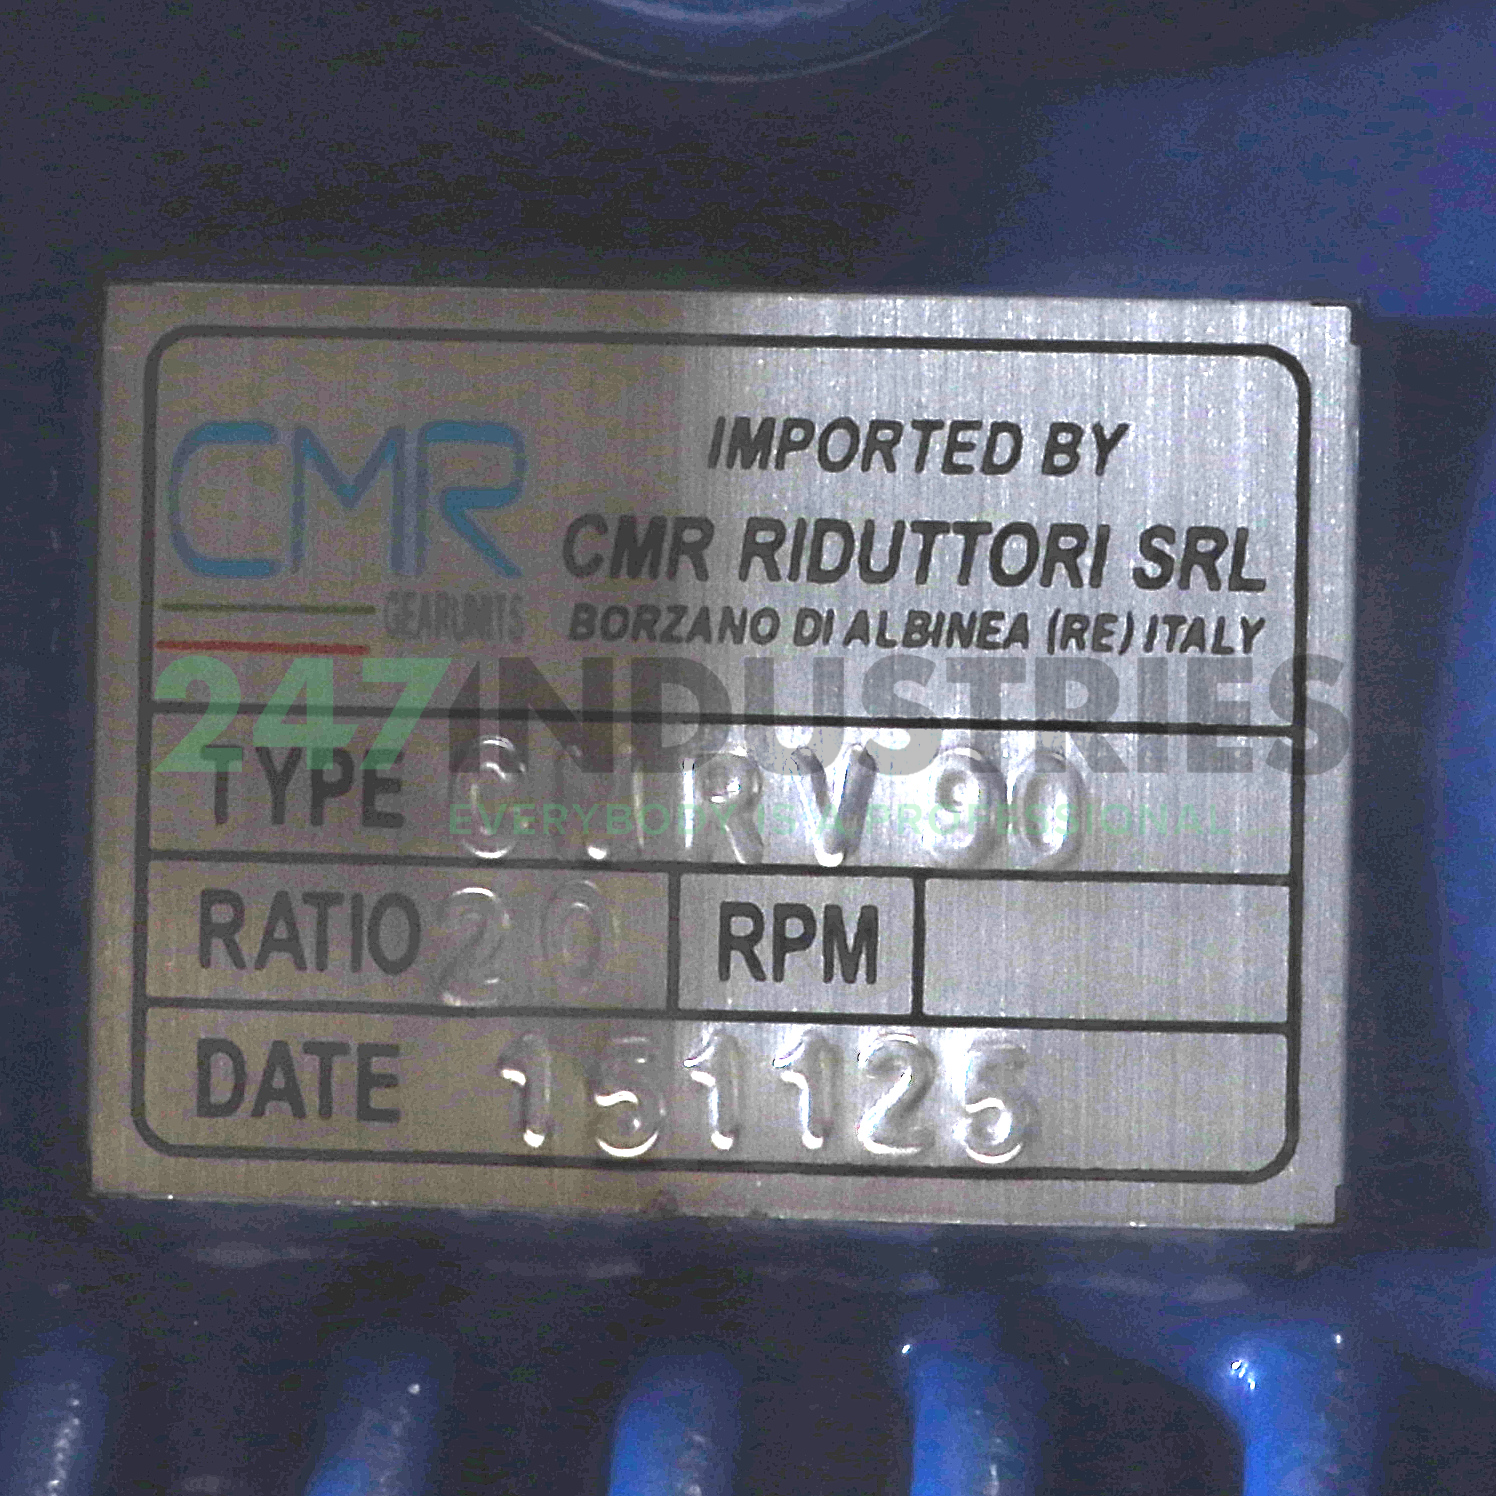 CMR
GEARUNITS
IMPORTED BY
CMR RIDUTTORI SRL
BORZANO DI ALBINEA (RE) ITALY
247INDUSTRIES
EVERYBODY IS A PROFESSIONAL
TYPE CMRV 90
RATIO 20 RPM
DATE 151125